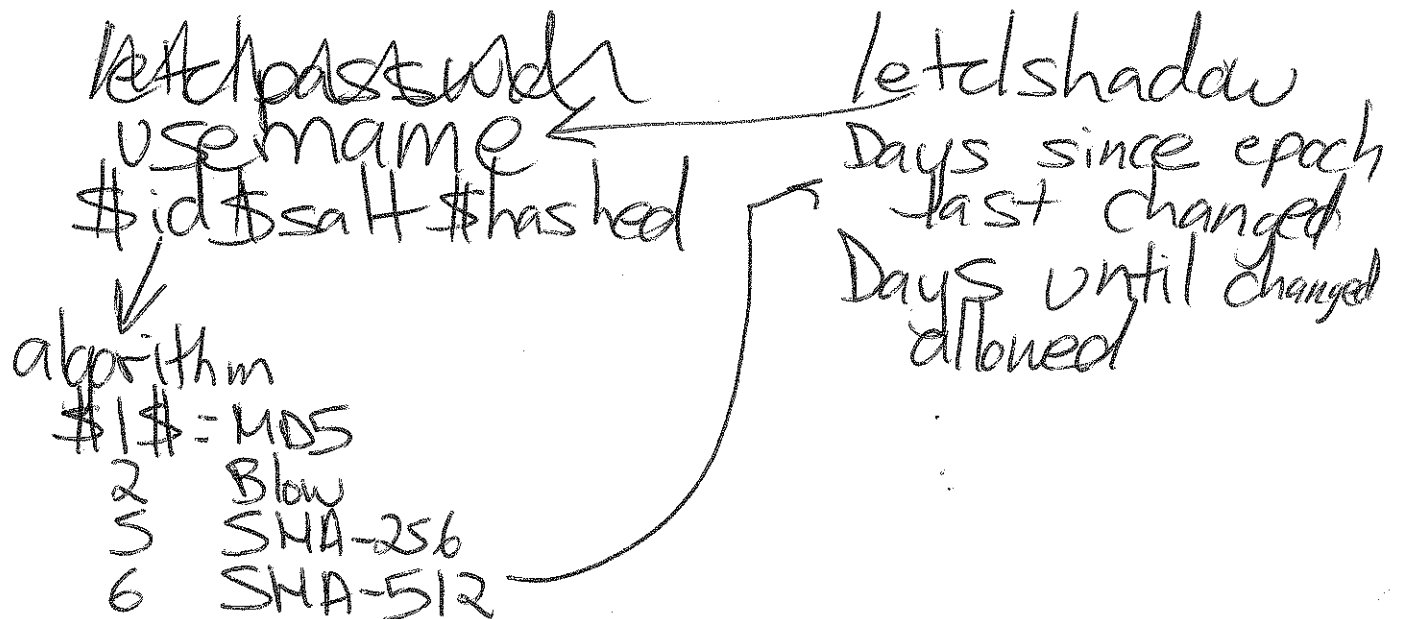 /etc/passwd
username
$id$salt$hashed
algorithm
$1$ = MD5
2 Blow
5 SHA-256
6 SHA-512
/etc/shadow
Days since epoch
last changed
Days until changed
allowed